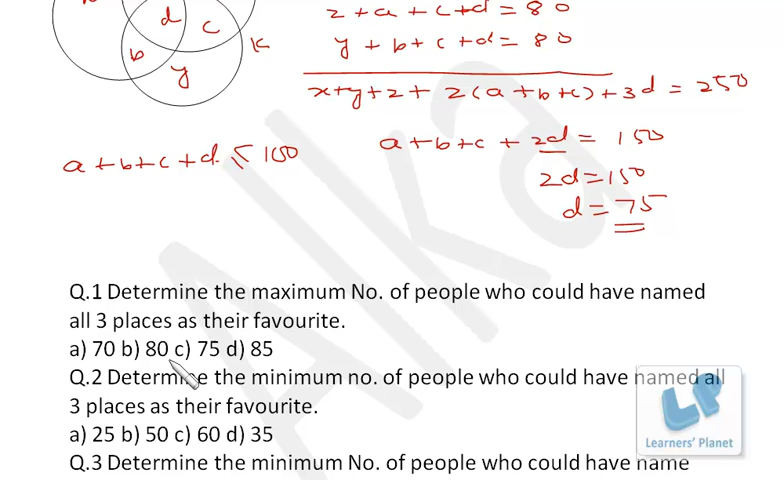 z + a + c + d = 80
y + b + c + d = 80
x + y + z + 2(a + b + c) + 3d = 250
d
c
b
y
K
a + b + c + d ≤ 100
a + b + c + 2d = 150
2d = 150
d = 75
Alka
Q.1 Determine the maximum No. of people who could have named
all 3 places as their favourite.
a) 70 b) 80 c) 75 d) 85
Q.2 Determine the minimum no. of people who could have named all
3 places as their favourite.
a) 25 b) 50 c) 60 d) 35
LP
Learners' Planet
Q.3 Determine the minimum No. of people who could have name